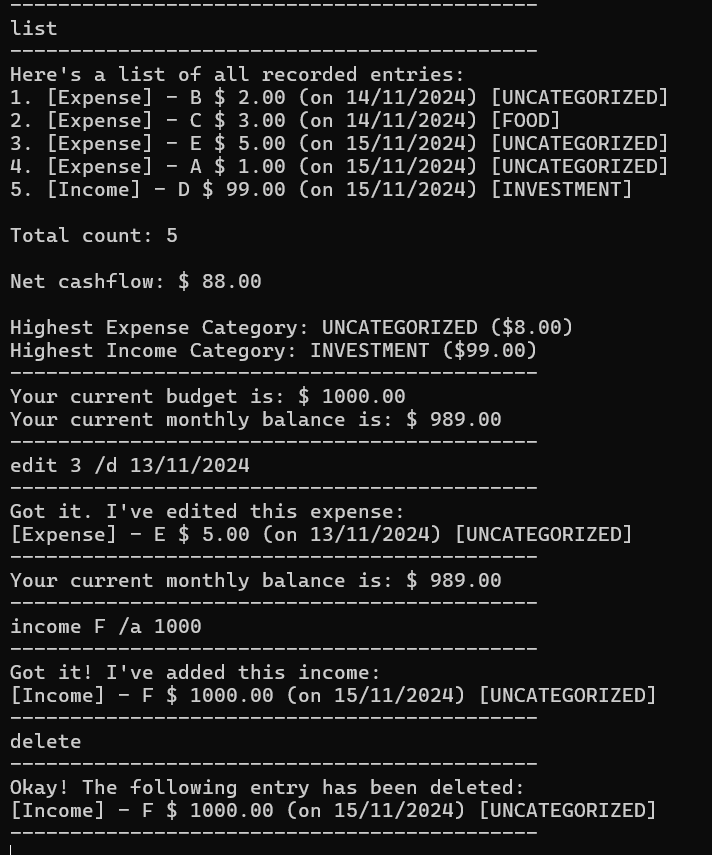 --------------------------------------------
list
--------------------------------------------
Here's a list of all recorded entries:
1. [Expense] - B $ 2.00 (on 14/11/2024) [UNCATEGORIZED]
2. [Expense] - C $ 3.00 (on 14/11/2024) [FOOD]
3. [Expense] - E $ 5.00 (on 15/11/2024) [UNCATEGORIZED]
4. [Expense] - A $ 1.00 (on 15/11/2024) [UNCATEGORIZED]
5. [Income] - D $ 99.00 (on 15/11/2024) [INVESTMENT]
Total count: 5
Net cashflow: $ 88.00
Highest Expense Category: UNCATEGORIZED ($8.00)
Highest Income Category: INVESTMENT ($99.00)
--------------------------------------------
Your current budget is: $ 1000.00
Your current monthly balance is: $ 989.00
--------------------------------------------
edit 3 /d 13/11/2024
--------------------------------------------
Got it. I've edited this expense:
[Expense] - E $ 5.00 (on 13/11/2024) [UNCATEGORIZED]
--------------------------------------------
Your current monthly balance is: $ 989.00
--------------------------------------------
income F /a 1000
--------------------------------------------
Got it! I've added this income:
[Income] - F $ 1000.00 (on 15/11/2024) [UNCATEGORIZED]
--------------------------------------------
delete
--------------------------------------------
Okay! The following entry has been deleted:
[Income] - F $ 1000.00 (on 15/11/2024) [UNCATEGORIZED]
--------------------------------------------